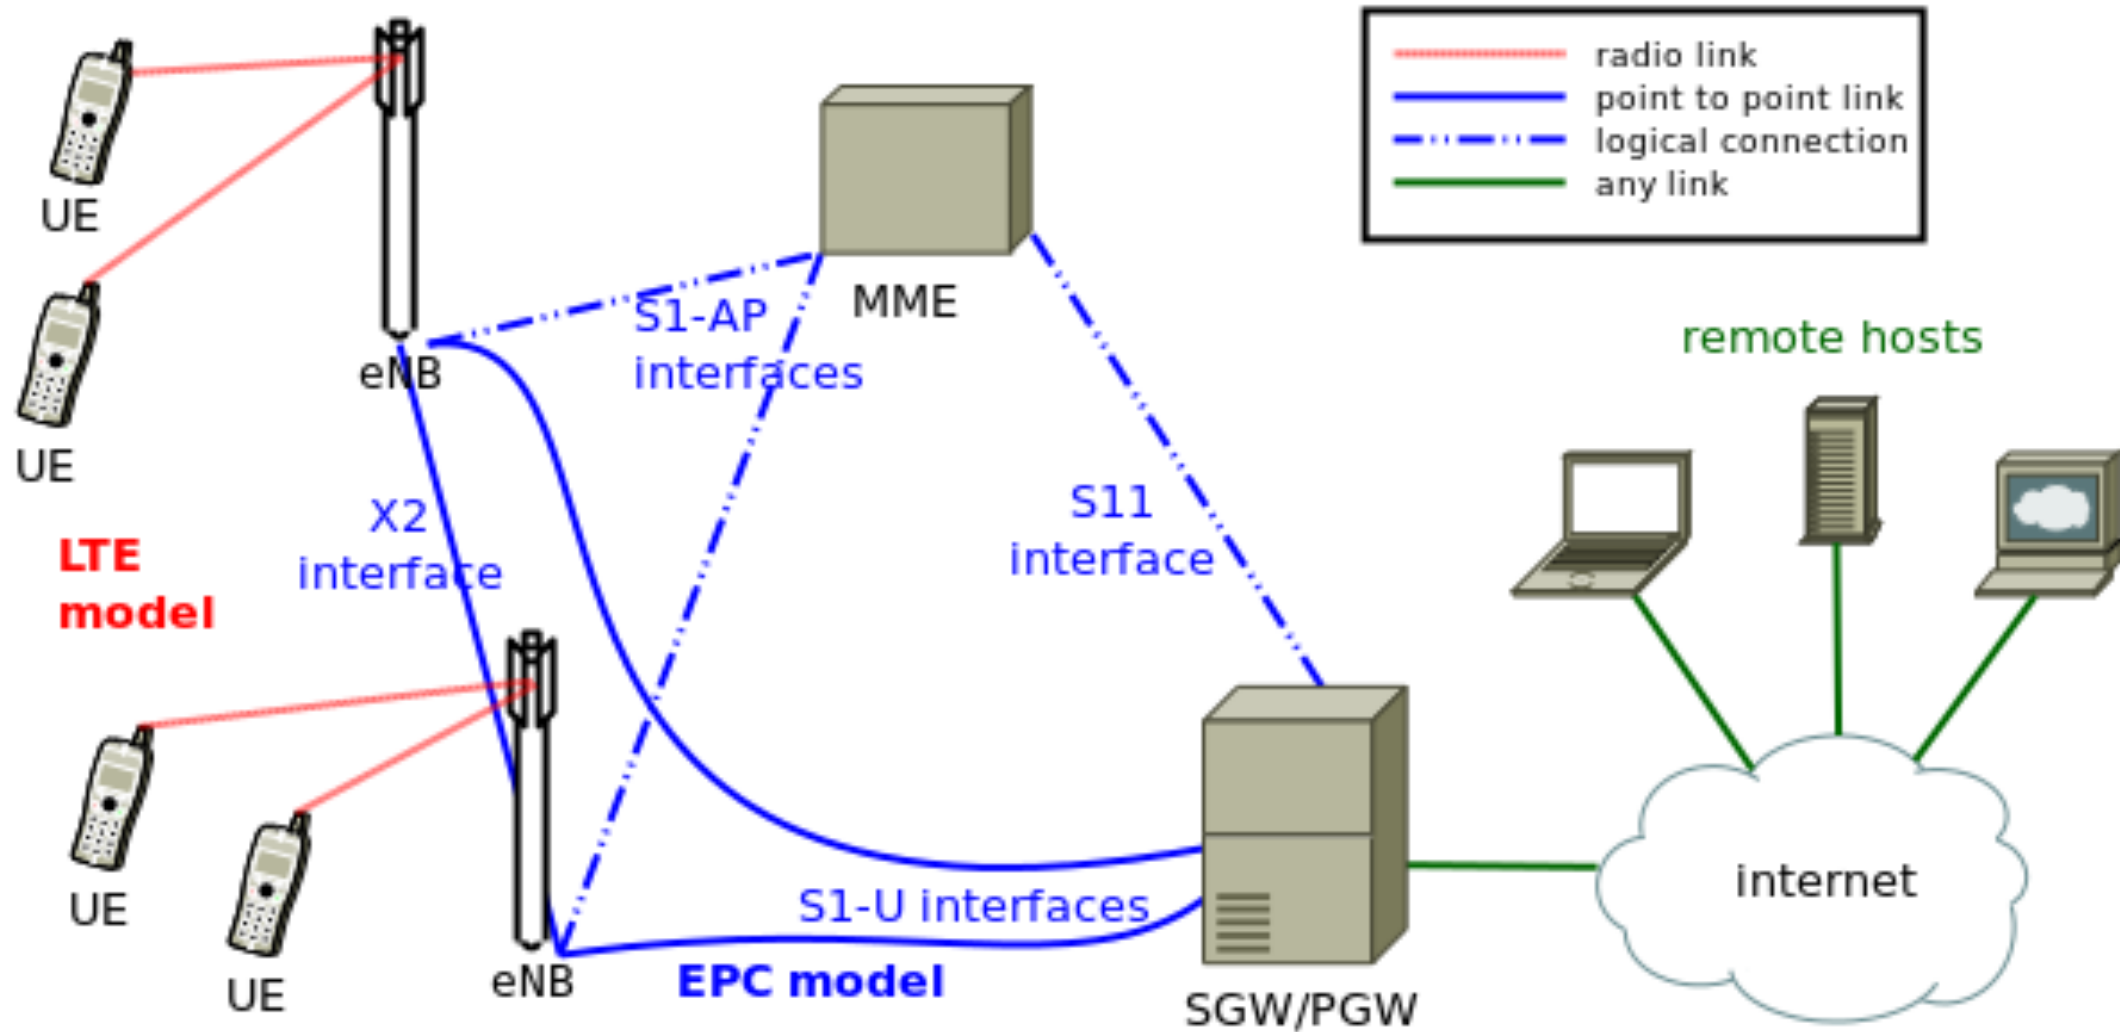 radio link
point to point link
logical connection
any link
UE
MME
S1-AP
interfaces
remote hosts
eNB
UE
X2
interface
S11
interface
LTE
model
internet
S1-U interfaces
UE
eNB
EPC model
UE
SGW/PGW